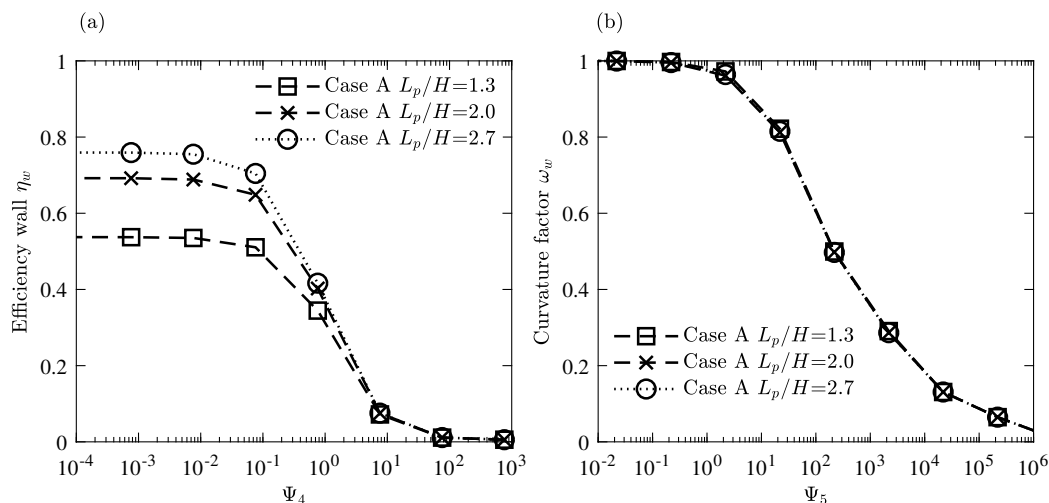 (a)
1
0.8
0.6
0.4
0.2
0
Efficiency wall η_w
Case A L_p/H=1.3
Case A L_p/H=2.0
Case A L_p/H=2.7
10^-4 10^-3 10^-2 10^-1 10^0 10^1 10^2 10^3
Ψ_4
(b)
1
0.8
0.6
0.4
0.2
0
Curvature factor ω_w
Case A L_p/H=1.3
Case A L_p/H=2.0
Case A L_p/H=2.7
10^-2 10^-1 10^0 10^1 10^2 10^3 10^4 10^5 10^6
Ψ_5